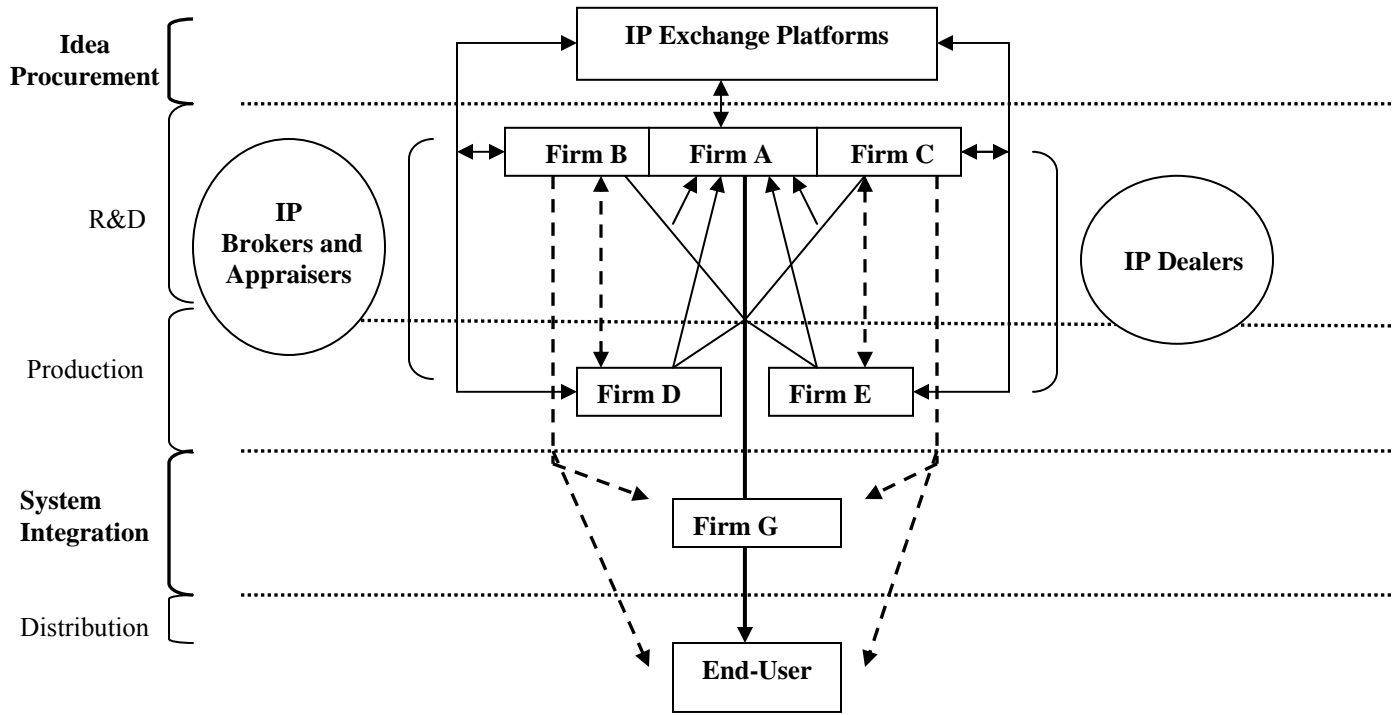 Idea
Procurement
IP Exchange Platforms
Firm B
Firm A
Firm C
R&D
IP
Brokers and
Appraisers
IP Dealers
Production
Firm D
Firm E
System
Integration
Firm G
Distribution
End-User